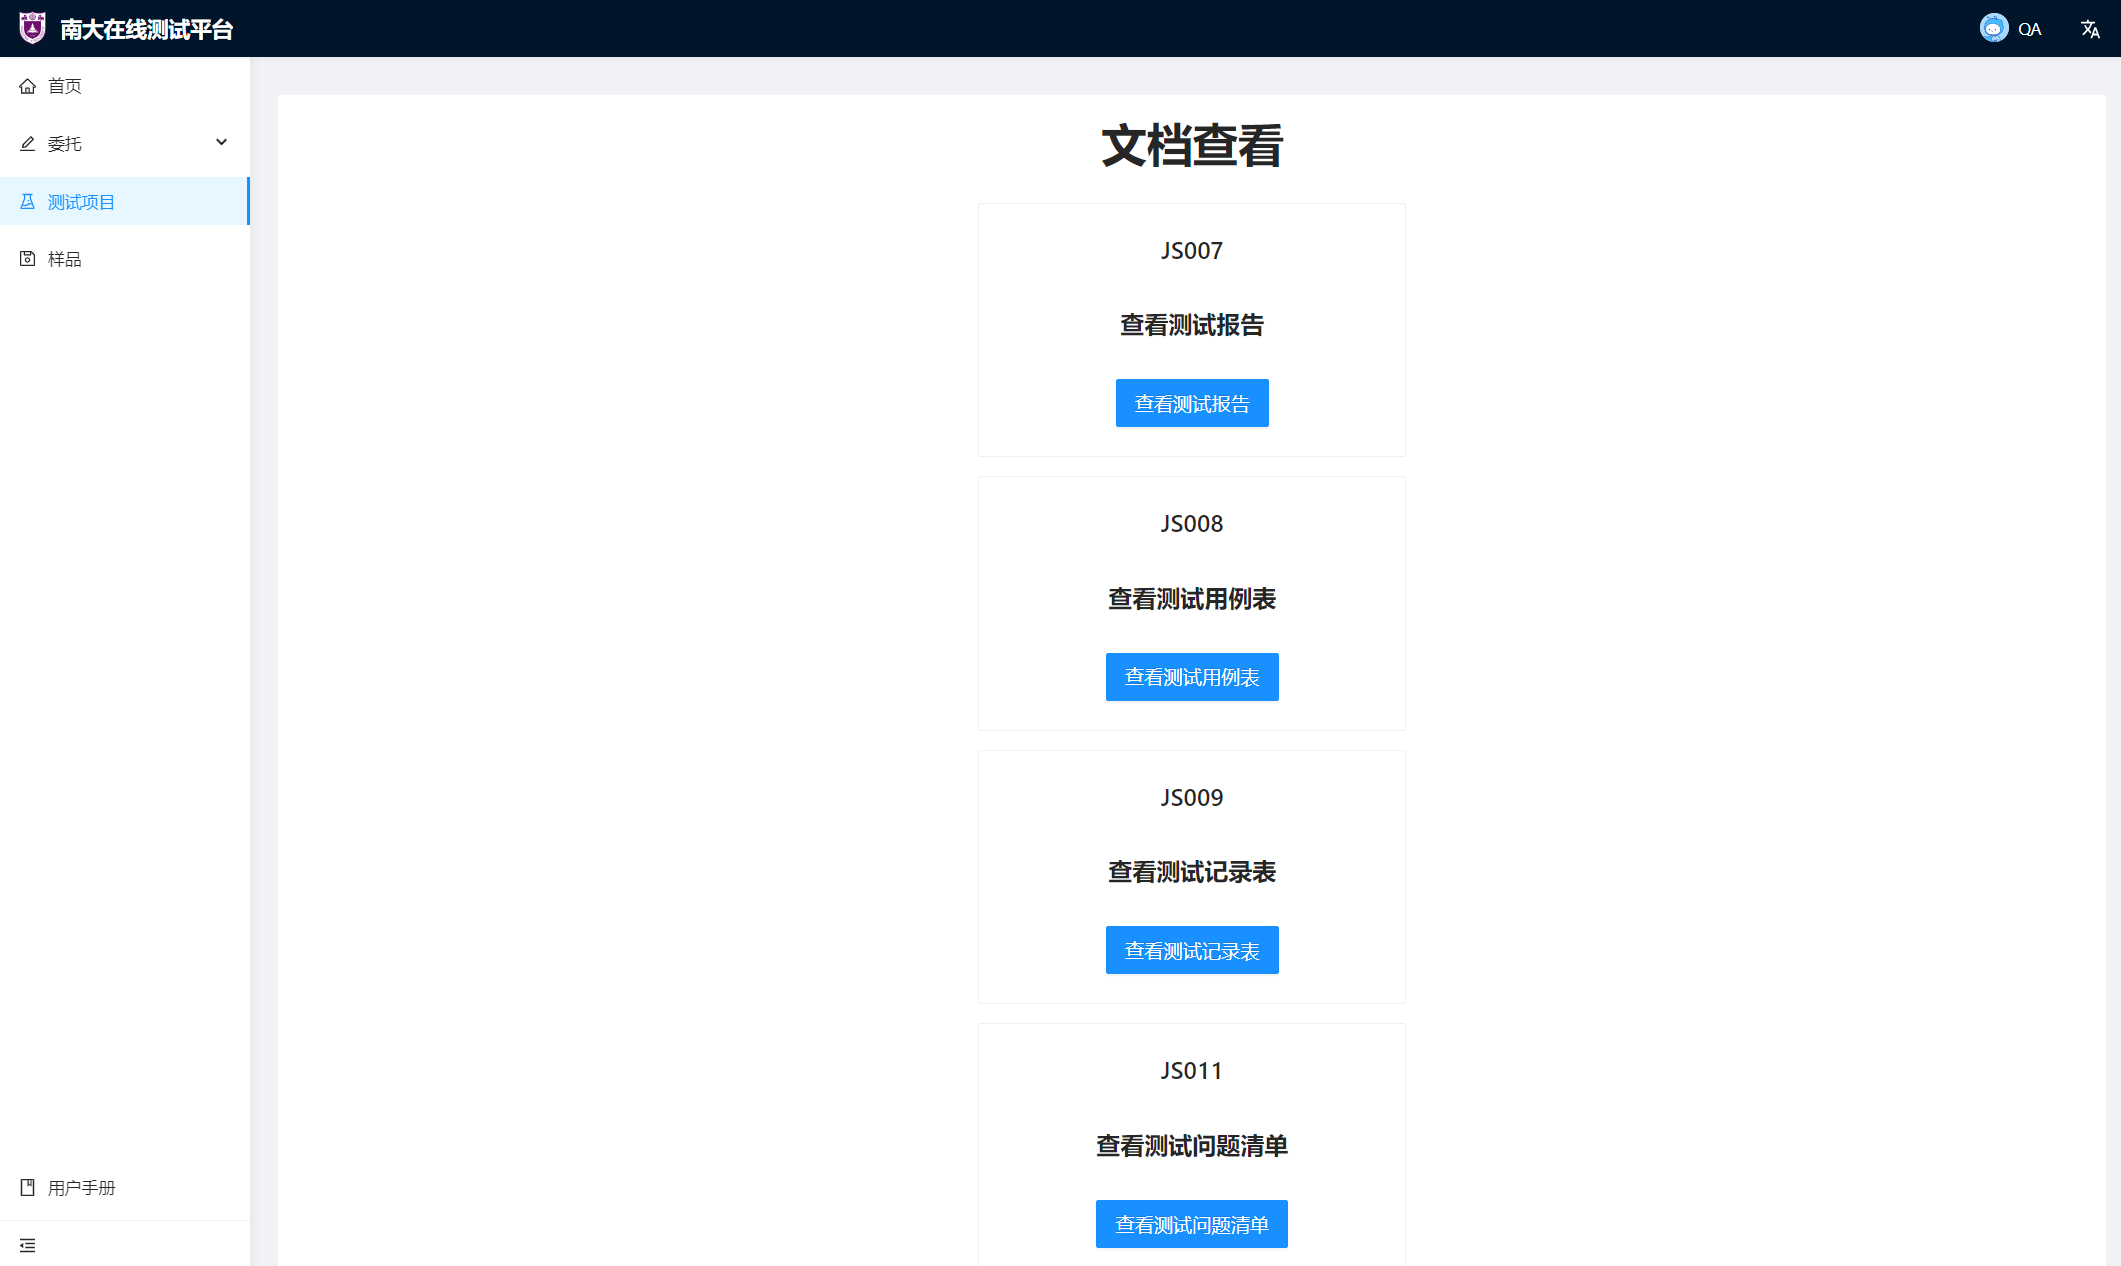 南大在线测试平台
QA
首页
委托
测试项目
样品
用户手册
文档查看
JS007
查看测试报告
查看测试报告
JS008
查看测试用例表
查看测试用例表
JS009
查看测试记录表
查看测试记录表
JS011
查看测试问题清单
查看测试问题清单